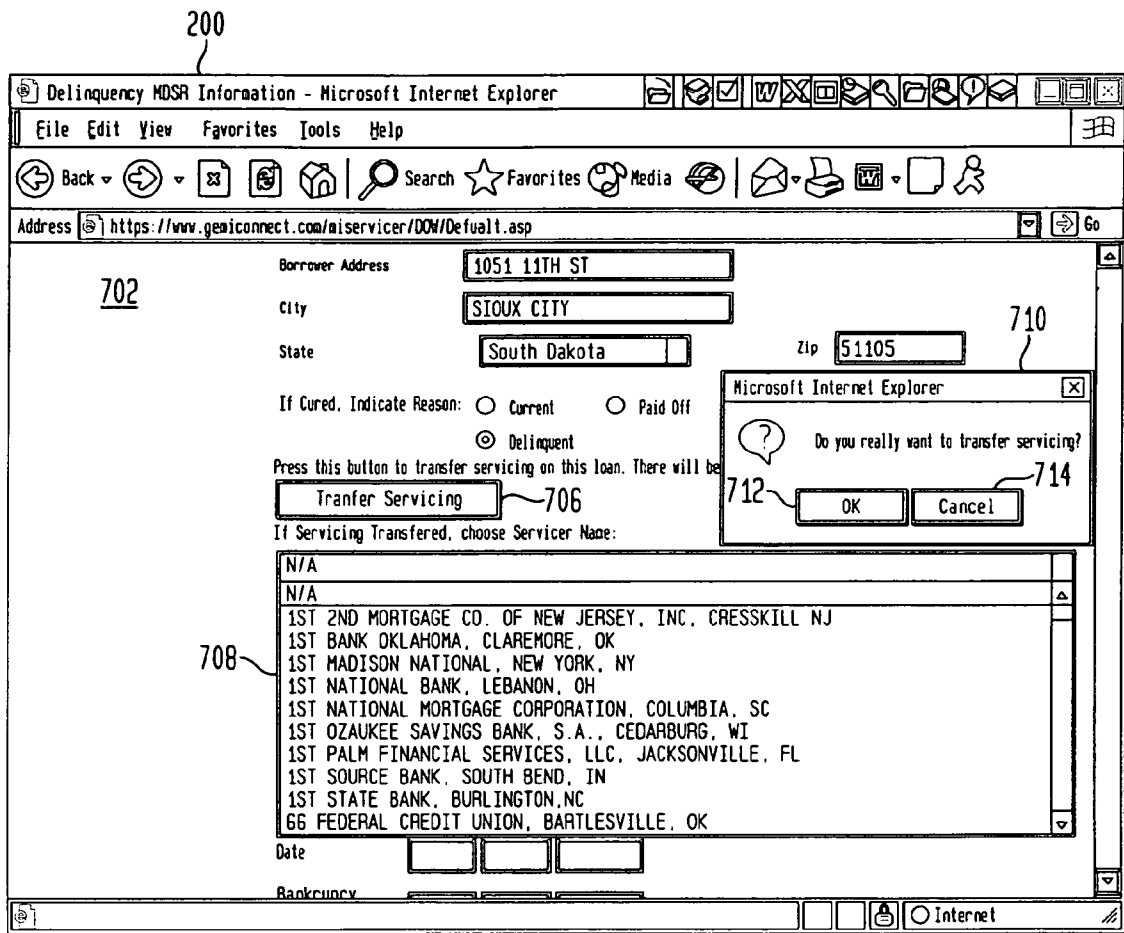 200
Delinquency MDSR Infornation - Microsoft Internet Explorer
File Edit View Favorites Tools Help
Back Search Favorites Media
Address https://www.gemiconnect.com/miservicer/DOW/Defualt.asp Go
702
Borrower Address 1051 11TH ST
City SIOUX CITY
State South Dakota Zip 51105
710
Microsoft Internet Explorer
If Cured, Indicate Reason: Current Paid Off
Do you really want to transfer servicing?
Delinquent
Press this button to transfer servicing on this loan. There will be
712 OK Cancel 714
Tranfer Servicing 706
If Servicing Transfered, choose Servicer Name:
N/A
N/A
1ST 2ND MORTGAGE CO. OF NEW JERSEY, INC, CRESSKILL NJ
1ST BANK OKLAHOMA, CLAREMORE, OK
708
1ST MADISON NATIONAL, NEW YORK, NY
1ST NATIONAL BANK, LEBANON, OH
1ST NATIONAL MORTGAGE CORPORATION, COLUMBIA, SC
1ST OZAUKEE SAVINGS BANK, S.A., CEDARBURG, WI
1ST PALM FINANCIAL SERVICES, LLC, JACKSONVILLE, FL
1ST SOURCE BANK, SOUTH BEND, IN
1ST STATE BANK, BURLINGTON,NC
66 FEDERAL CREDIT UNION, BARTLESVILLE, OK
Date
Bankrupcy
Internet